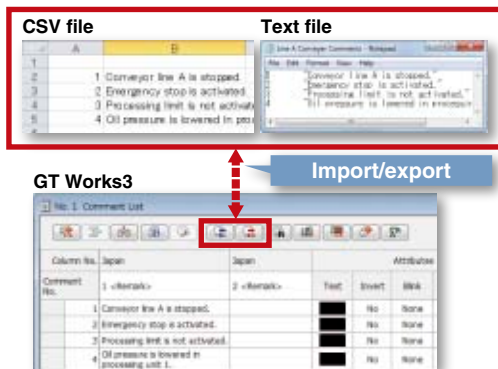 CSV file
Text file
A B
1
2 1 Conveyor line A is stopped.
3 2 Emergency stop is activated
4 3 Processing limit is not activat
5 4 Oil pressure is lowered in pro
Line A Conveyor Comments - Notepad
File Edit Format View Help
"Conveyor line A is stopped."
"Emergency stop is activated."
"Processing limit is not activated."
"Oil pressure is lowered in processin
Import/export
GT Works3
No. 1 Comment List
Column No. Japan Japan Attributes
Comment No. 1 <Remark> 2 <Remark> Text Invert Blink
1 Conveyor line A is stopped. No None
2 Emergency stop is activated. No None
3 Processing limit is not activated. No None
4 Oil pressure is lowered in processing unit 1. No None